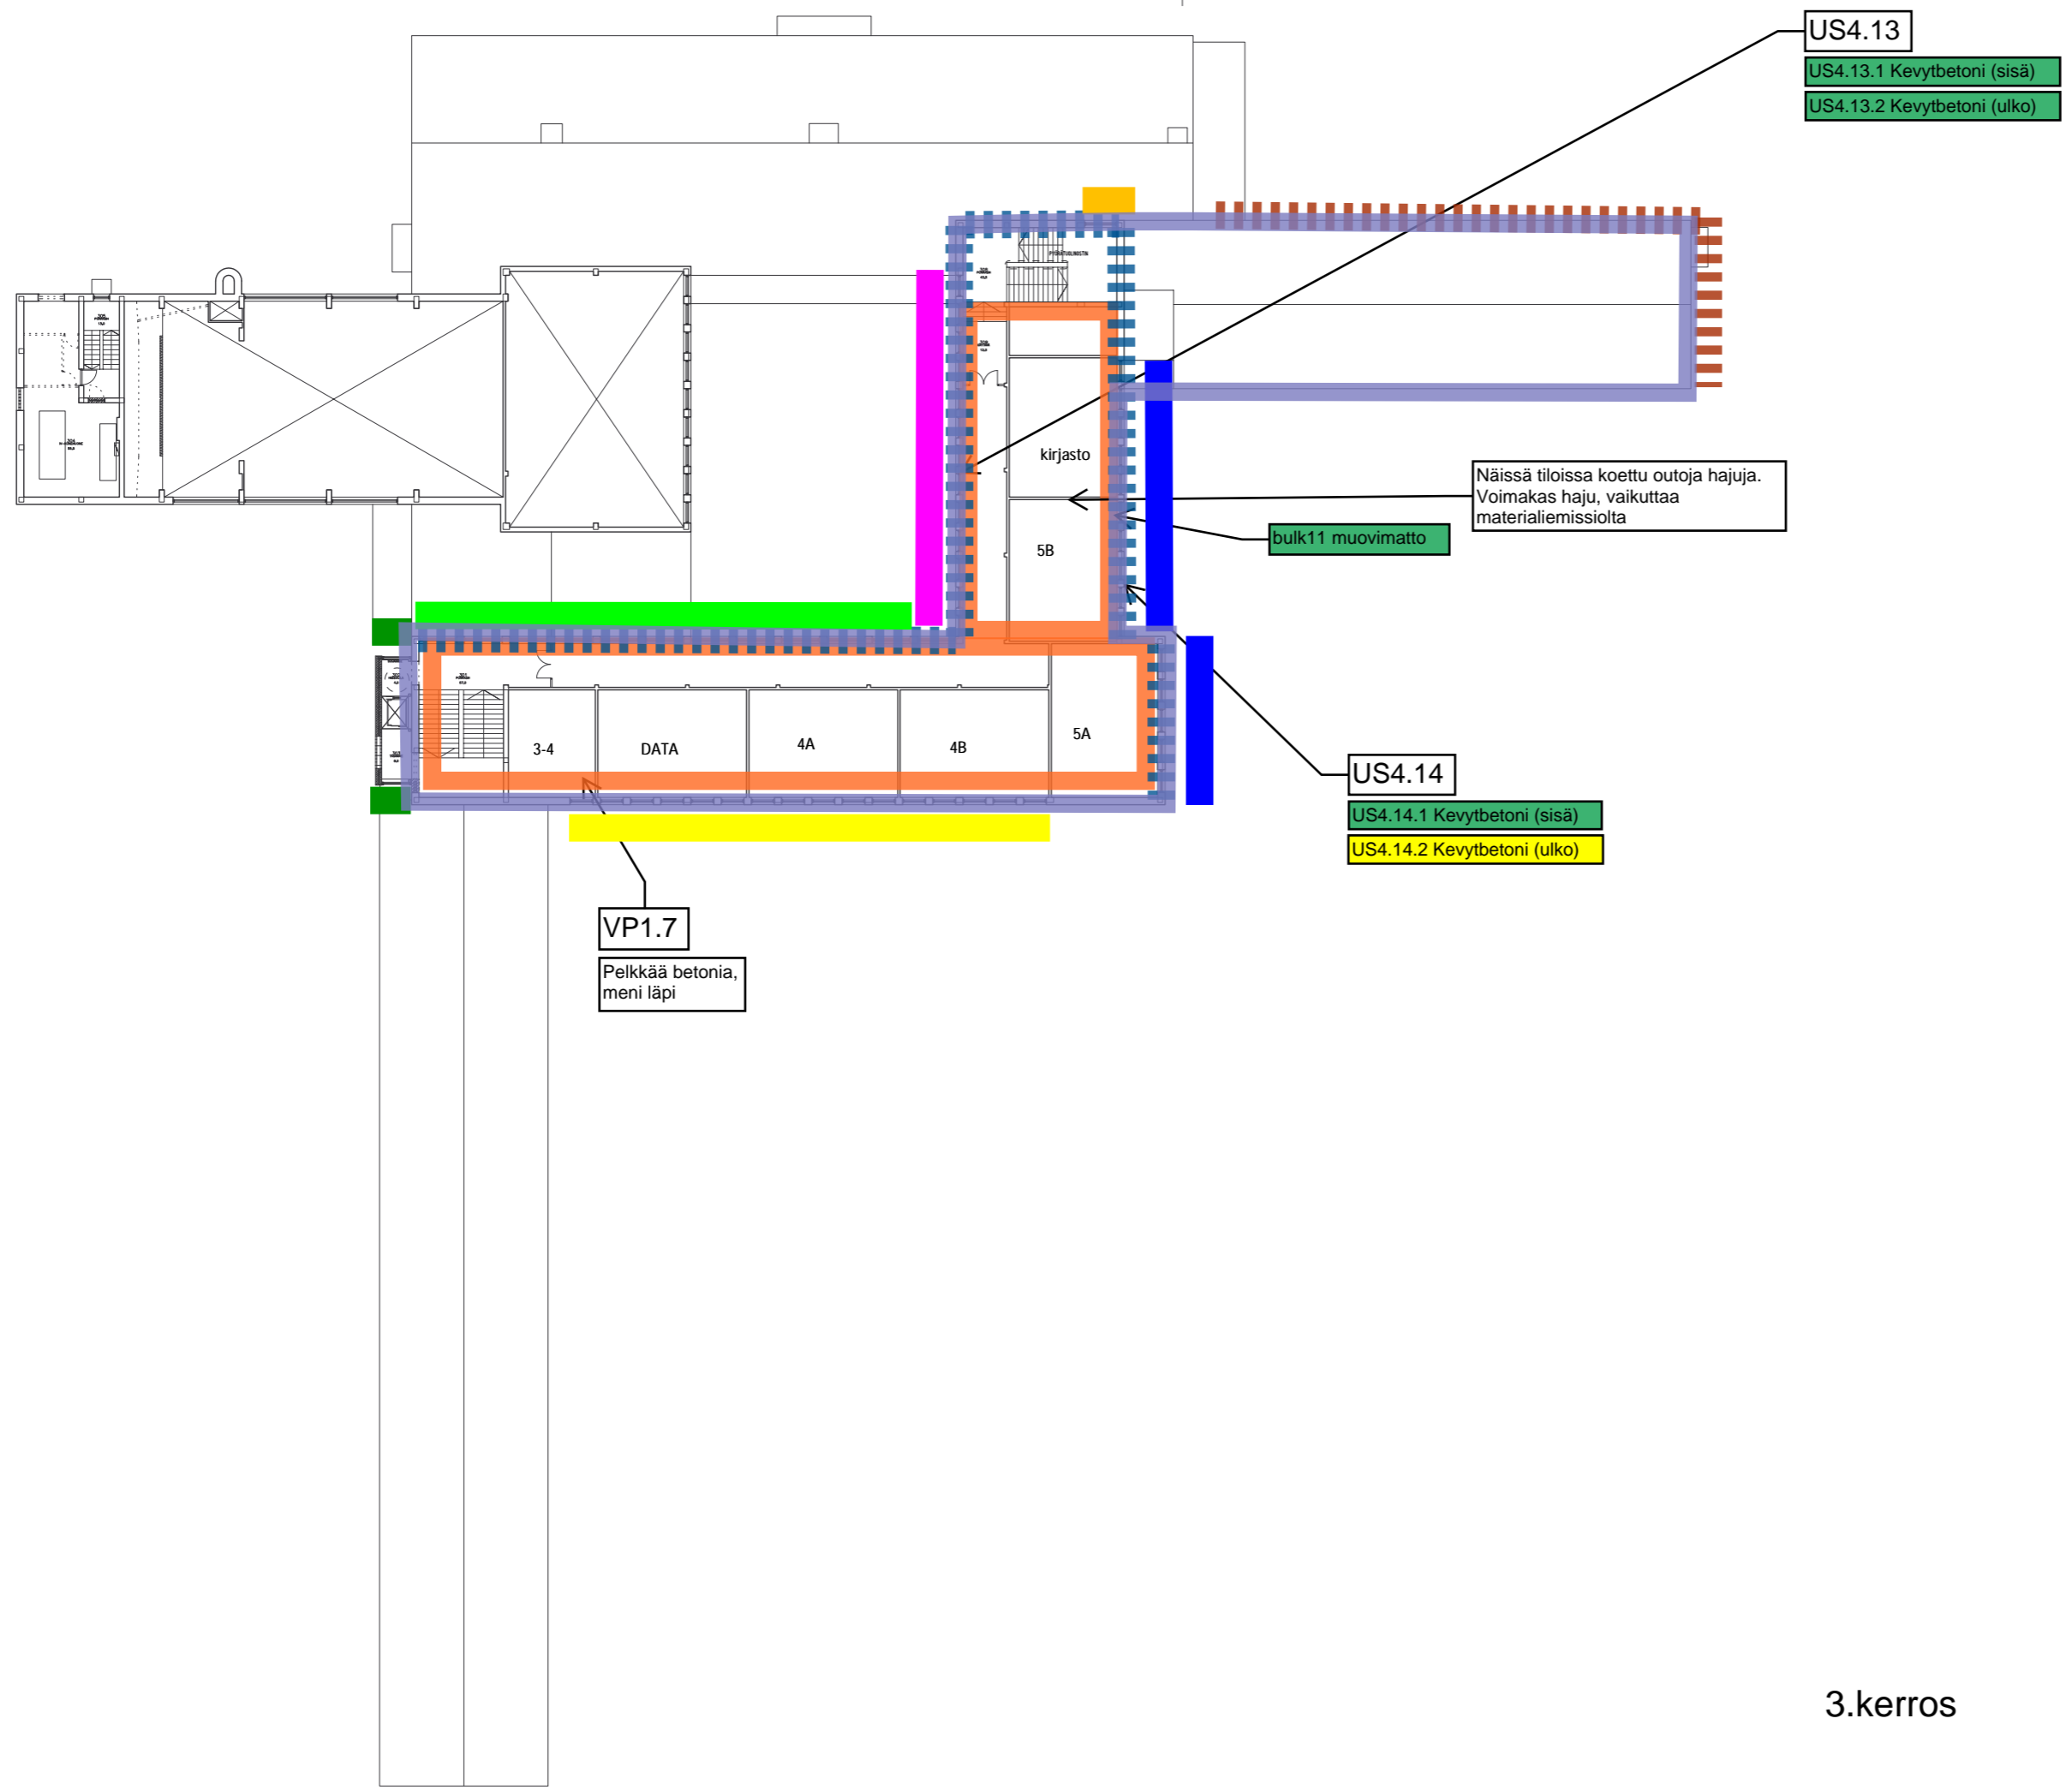 US4.13
US4.13.1 Kevytbetoni (sisä)
US4.13.2 Kevytbetoni (ulko)
PYÖRÄTUOLINOSTIN
kirjasto
Näissä tiloissa koettu outoja hajuja.
Voimakas haju, vaikuttaa
materialiemissiolta
bulk11 muovimatto
5B
3-4
DATA
4A
4B
5A
US4.14
US4.14.1 Kevytbetoni (sisä)
US4.14.2 Kevytbetoni (ulko)
VP1.7
Pelkkää betonia,
meni läpi
3.kerros